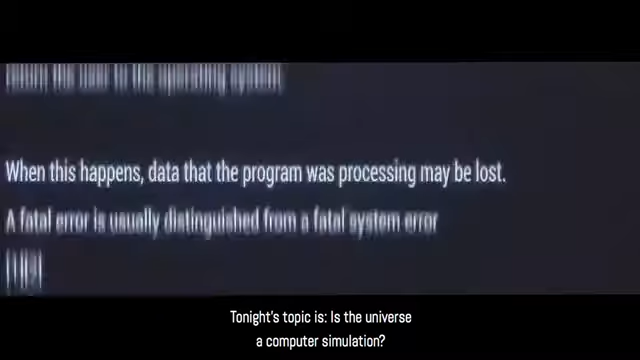 When this happens, data that the program was processing may be lost.
A fatal error is usually distinguished from a fatal system error
Tonight's topic is: Is the universe
a computer simulation?